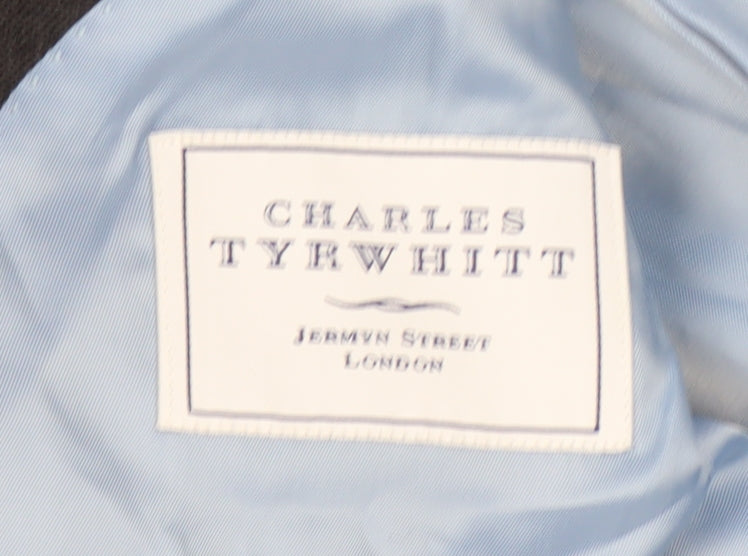 CHARLES
TYRWHITT
JERMYN STREET
LONDON